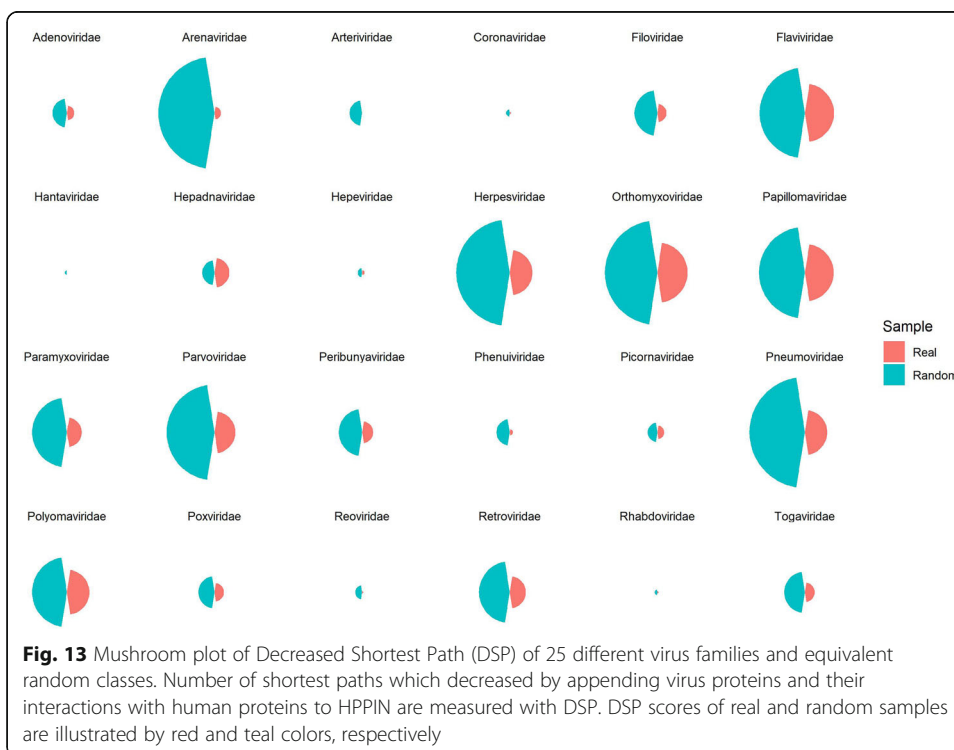 Adenoviridae Arenaviridae Arteriviridae Coronaviridae Filoviridae Flaviviridae
Hantaviridae Hepadnaviridae Hepeviridae Herpesviridae Orthomyxoviridae Papillomaviridae
Sample
Real
Random
Paramyxoviridae Parvoviridae Peribunyaviridae Phenuiviridae Picornaviridae Pneumoviridae
Polyomaviridae Poxviridae Reoviridae Retroviridae Rhabdoviridae Togaviridae
Fig. 13 Mushroom plot of Decreased Shortest Path (DSP) of 25 different virus families and equivalent
random classes. Number of shortest paths which decreased by appending virus proteins and their
interactions with human proteins to HPPIN are measured with DSP. DSP scores of real and random samples
are illustrated by red and teal colors, respectively